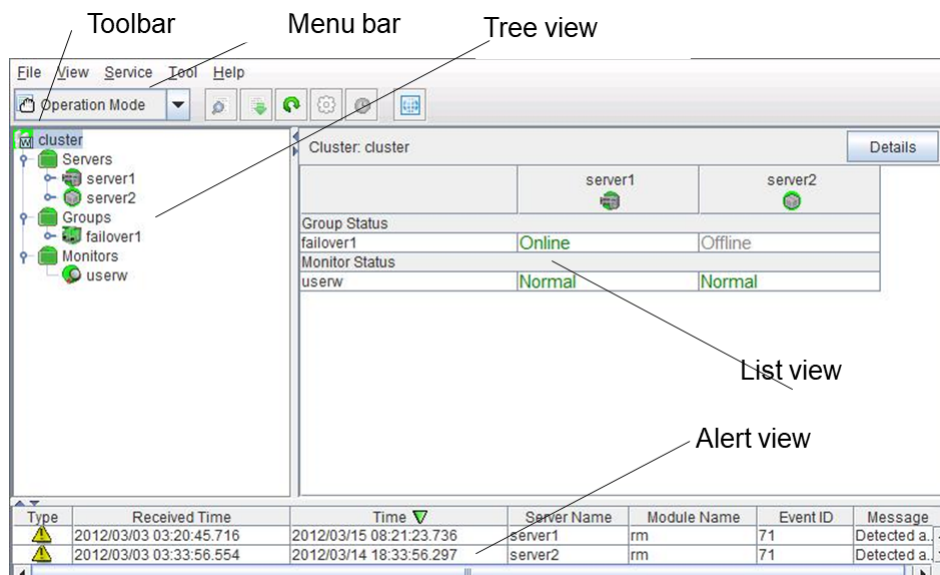 Toolbar Menu bar Tree view
File View Service Tool Help
Operation Mode
cluster
Servers
server1
server2
Groups
failover1
Monitors
userw
Cluster: cluster Details
server1 server2
Group Status
failover1 Online Offline
Monitor Status
userw Normal Normal
List view
Alert view
Type Received Time Time Server Name Module Name Event ID Message
2012/03/03 03:20:45.716 2012/03/15 08:21:23.736 server1 rm 71 Detected a..
2012/03/03 03:33:56.554 2012/03/14 18:33:56.297 server2 rm 71 Detected a..